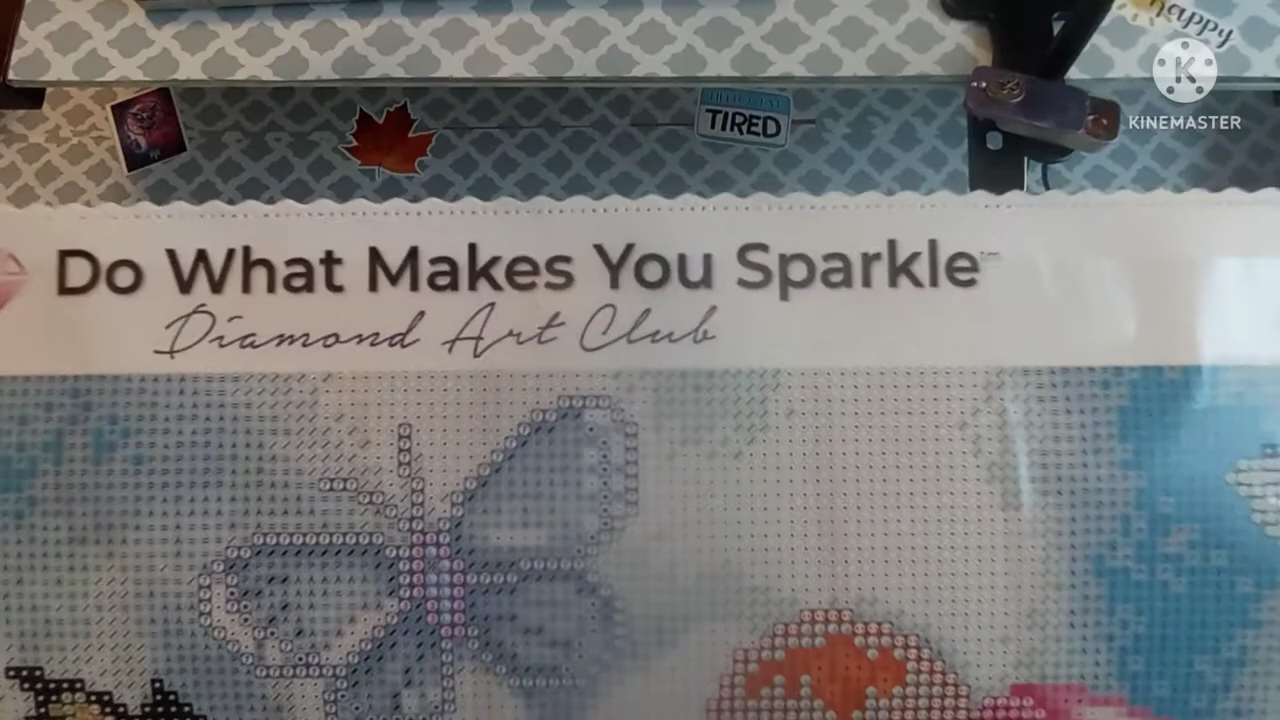 happy
KINEMASTER
TIRED
Do What Makes You Sparkle™
Diamond Art Club